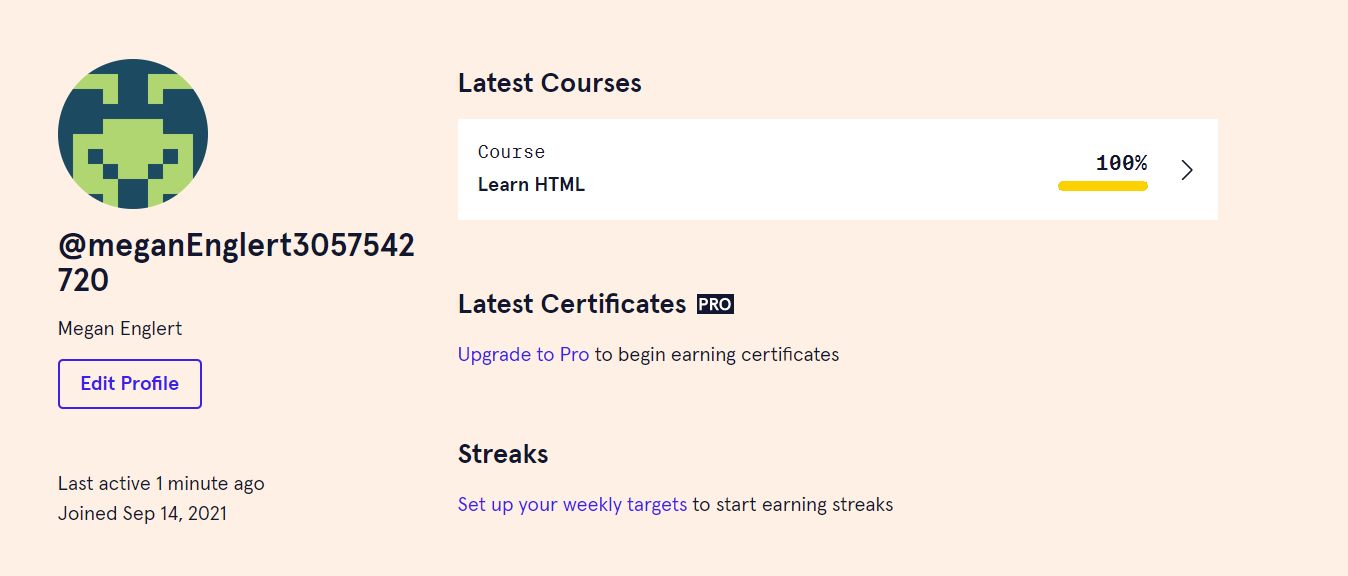 @meganEnglert3057542
720
Megan Englert
Edit Profile
Last active 1 minute ago
Joined Sep 14, 2021
Latest Courses
Course
Learn HTML
100%
Latest Certificates PRO
Upgrade to Pro to begin earning certificates
Streaks
Set up your weekly targets to start earning streaks